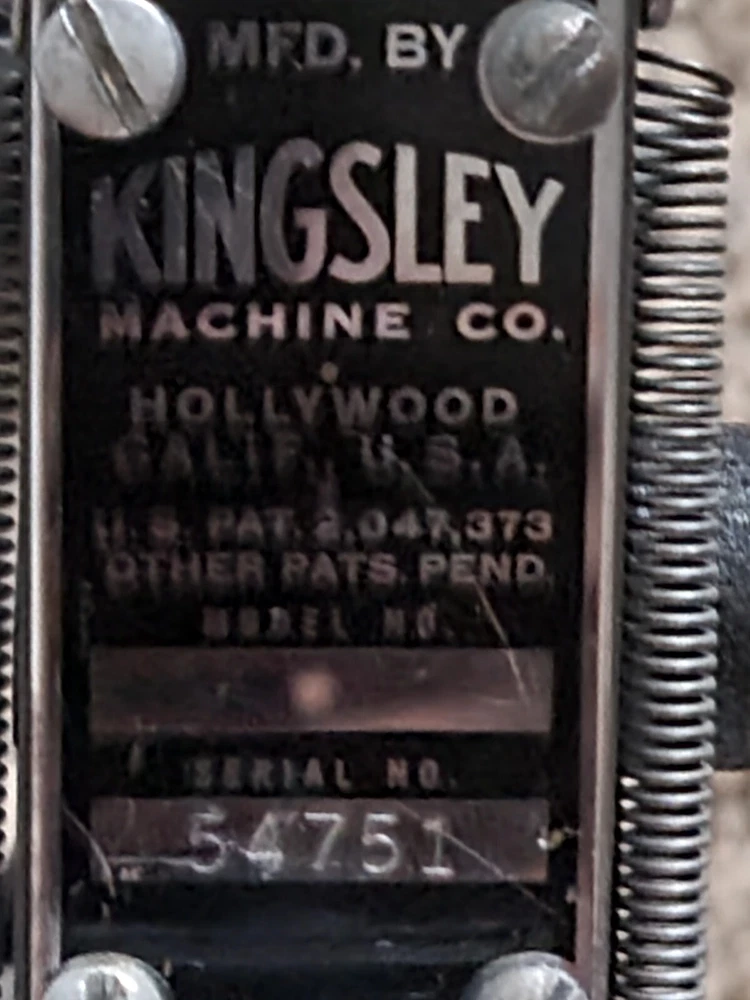 MFD. BY
KINGSLEY
MACHINE CO.
HOLLYWOOD
CALIF., U.S.A.
U.S. PAT. 2,047,373
OTHER PATS. PEND.
MODEL NO.
SERIAL NO.
54751